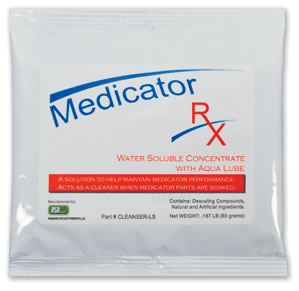 Medicator
RX
WATER SOLUBLE CONCENTRATE
WITH AQUA LUBE
A SOLUTION TO HELP MAINTAIN MEDICATOR PERFORMANCE.
ACTS AS A CLEANER WHEN MEDICATOR PARTS ARE SOAKED.
Manufactured by:
Part # CLEANSER-LS
Contains: Descaling Compounds,
Natural and Artificial Ingredients.
Net WEIGHT: .187 LB (85 grams)